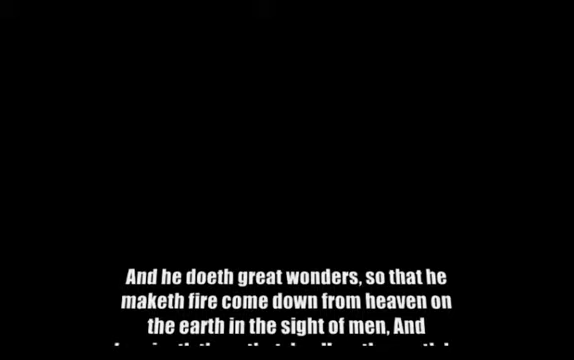 And he doeth great wonders, so that he
maketh fire come down from heaven on
the earth in the sight of men, And